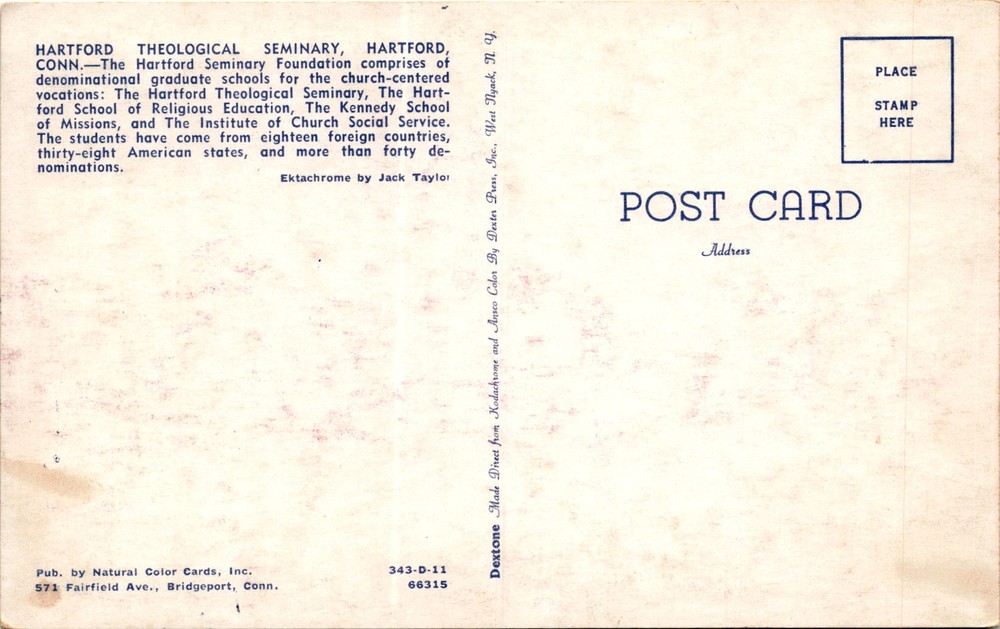 HARTFORD THEOLOGICAL SEMINARY, HARTFORD,
CONN.—The Hartford Seminary Foundation comprises of
denominational graduate schools for the church-centered
vocations: The Hartford Theological Seminary, The Hart-
ford School of Religious Education, The Kennedy School
of Missions, and The Institute of Church Social Service.
The students have come from eighteen foreign countries,
thirty-eight American states, and more than forty de-
nominations.
Ektachrome by Jack Taylor
Pub. by Natural Color Cards, Inc.
571 Fairfield Ave., Bridgeport, Conn.
343-D-11
66315
Dextone Made Direct from Kodachrome and Ansco Color By Dexter Press, Inc., West Nyack, N. Y.
PLACE
STAMP
HERE
POST CARD
Address